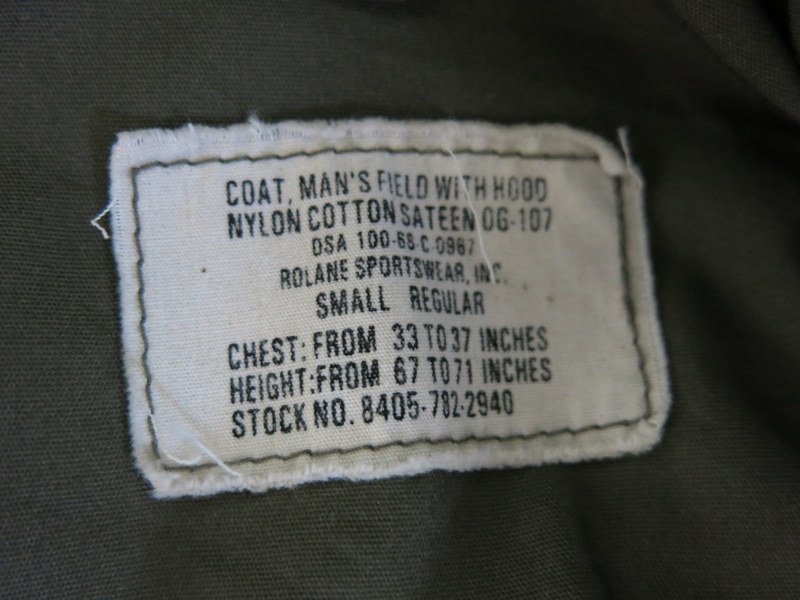 COAT, MAN'S FIELD WITH HOOD
NYLON COTTON SATEEN OG-107
DSA 100-68-C-0967
ROLANE SPORTSWEAR, INC.
SMALL REGULAR
CHEST: FROM 33 TO 37 INCHES
HEIGHT: FROM 67 TO 71 INCHES
STOCK NO. 8405-782-2940